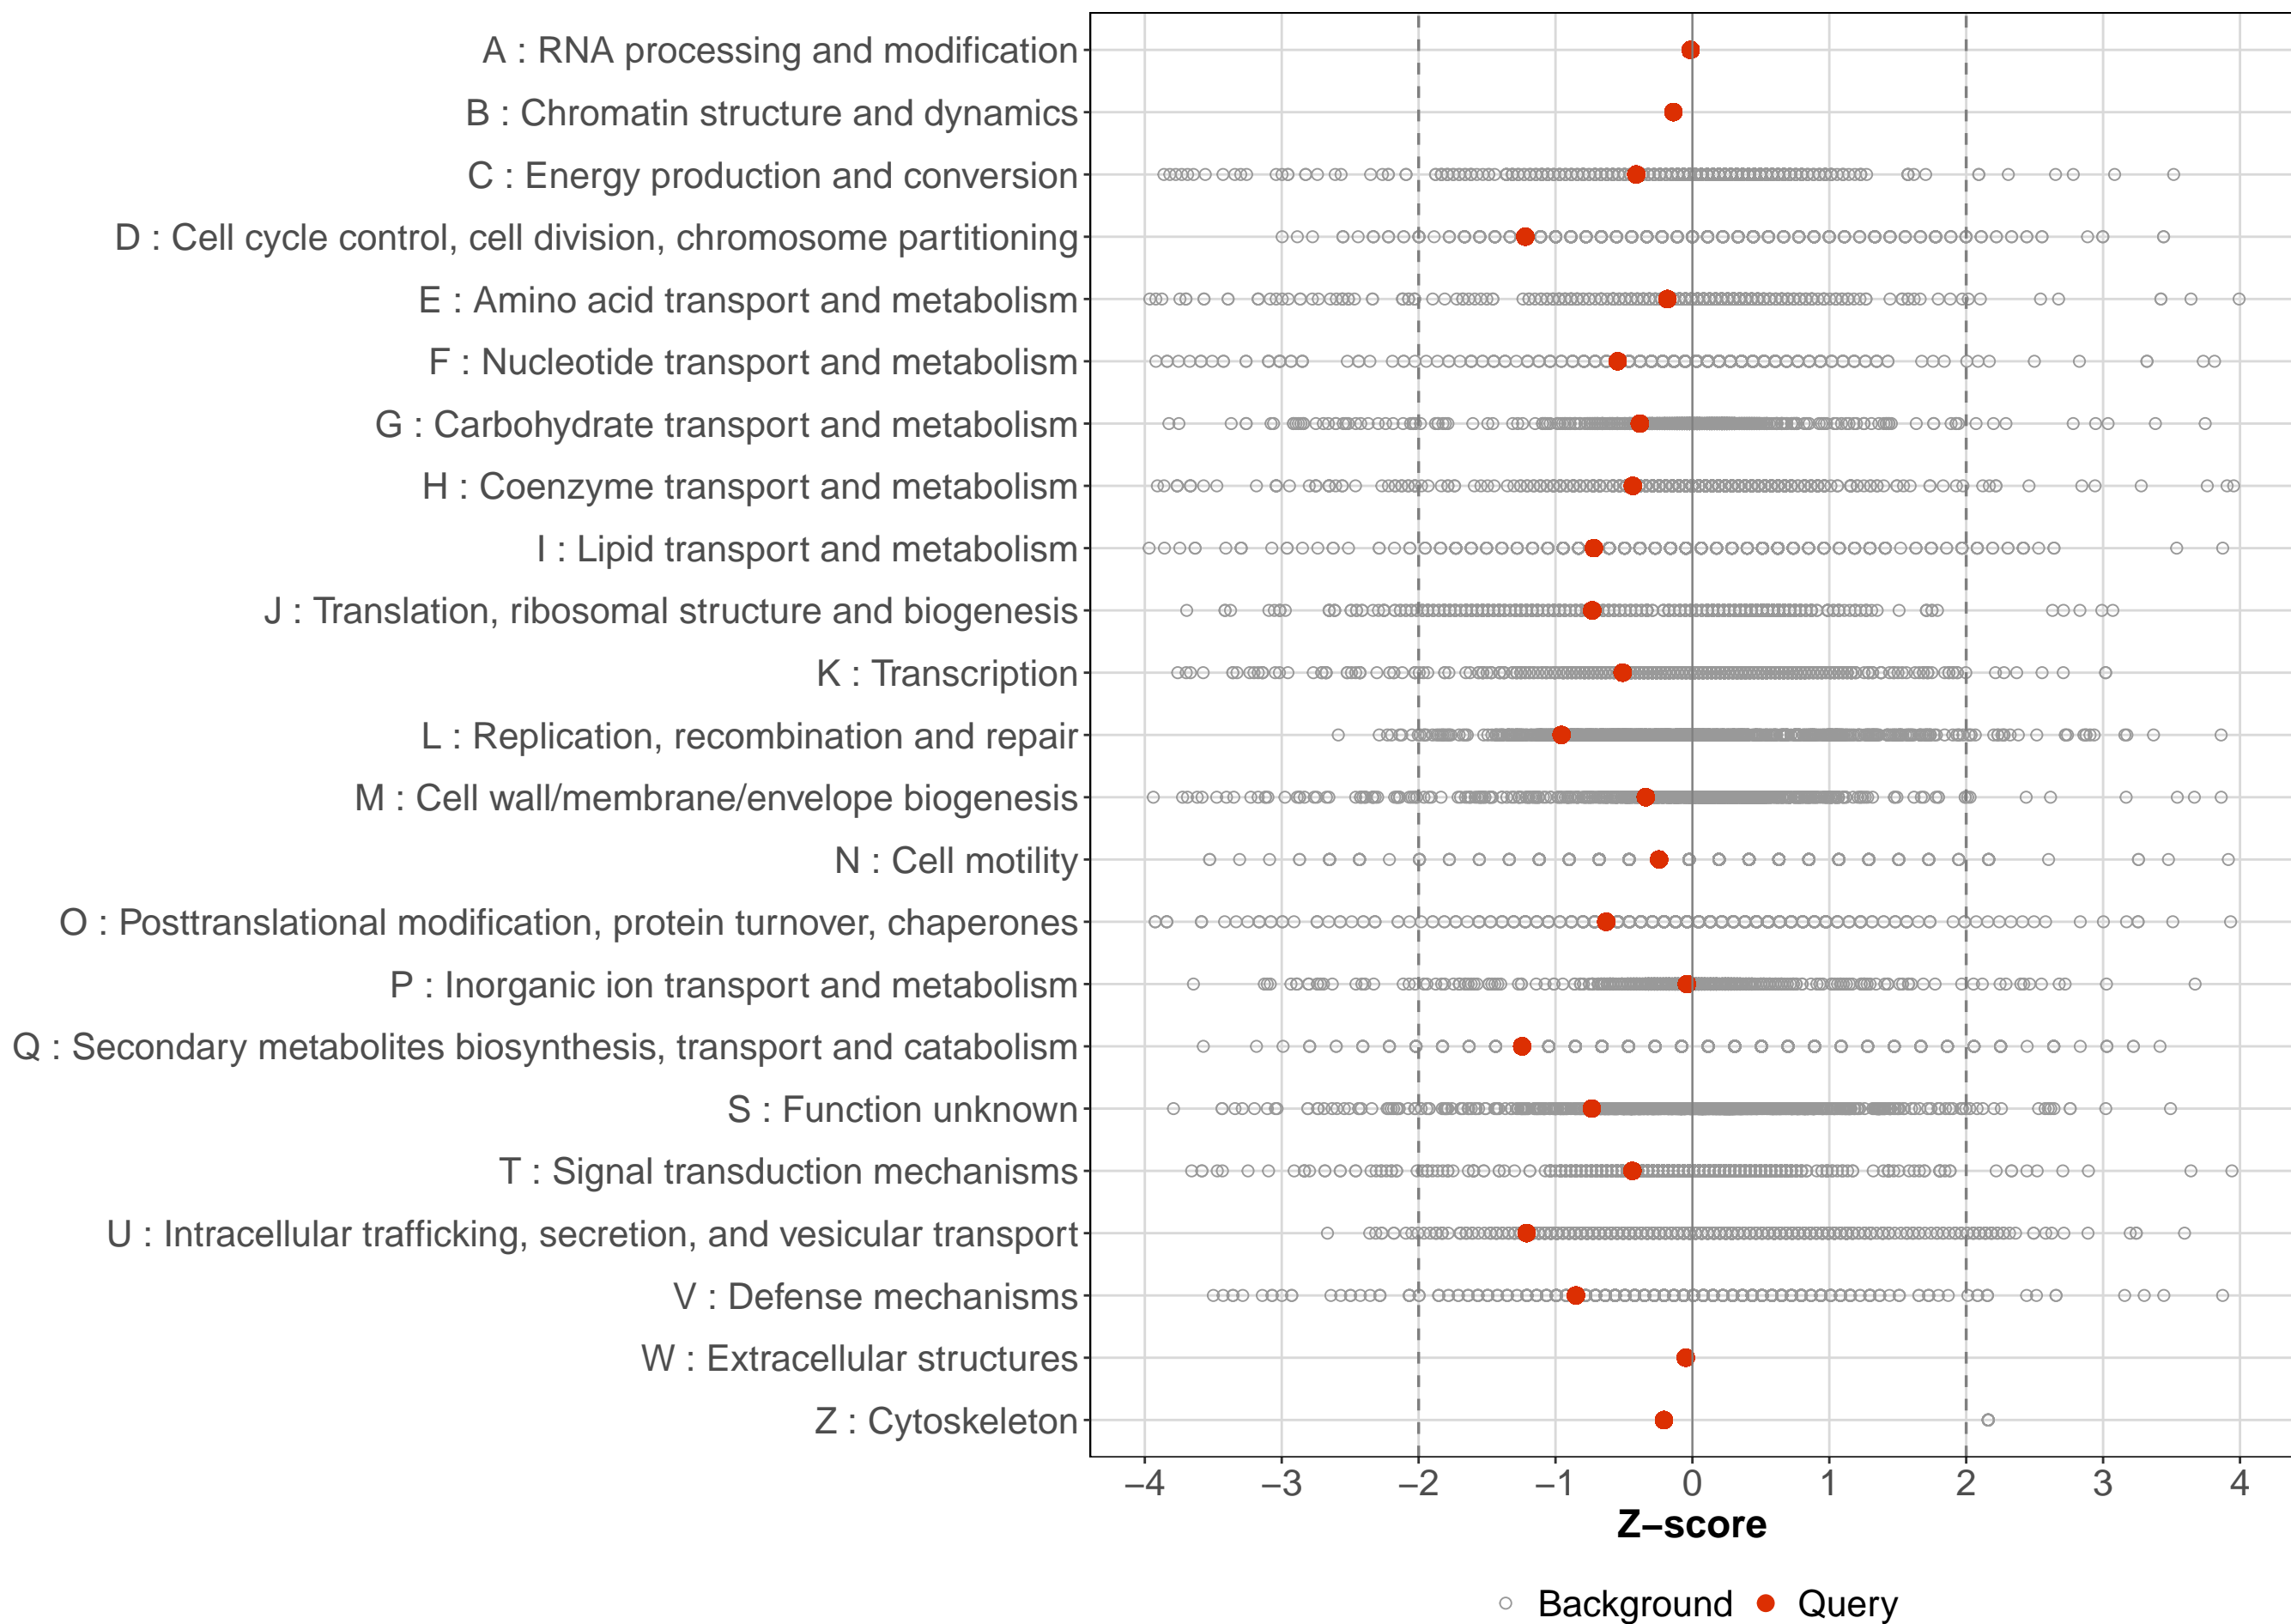 A : RNA processing and modification
B : Chromatin structure and dynamics
C : Energy production and conversion
D : Cell cycle control, cell division, chromosome partitioning
E : Amino acid transport and metabolism
F : Nucleotide transport and metabolism
G : Carbohydrate transport and metabolism
H : Coenzyme transport and metabolism
I : Lipid transport and metabolism
J : Translation, ribosomal structure and biogenesis
K : Transcription
L : Replication, recombination and repair
M : Cell wall/membrane/envelope biogenesis
N : Cell motility
O : Posttranslational modification, protein turnover, chaperones
P : Inorganic ion transport and metabolism
Q : Secondary metabolites biosynthesis, transport and catabolism
S : Function unknown
T : Signal transduction mechanisms
U : Intracellular trafficking, secretion, and vesicular transport
V : Defense mechanisms
W : Extracellular structures
Z : Cytoskeleton
−4 −3 −2 −1 0 1 2 3 4
Z−score
Background Query